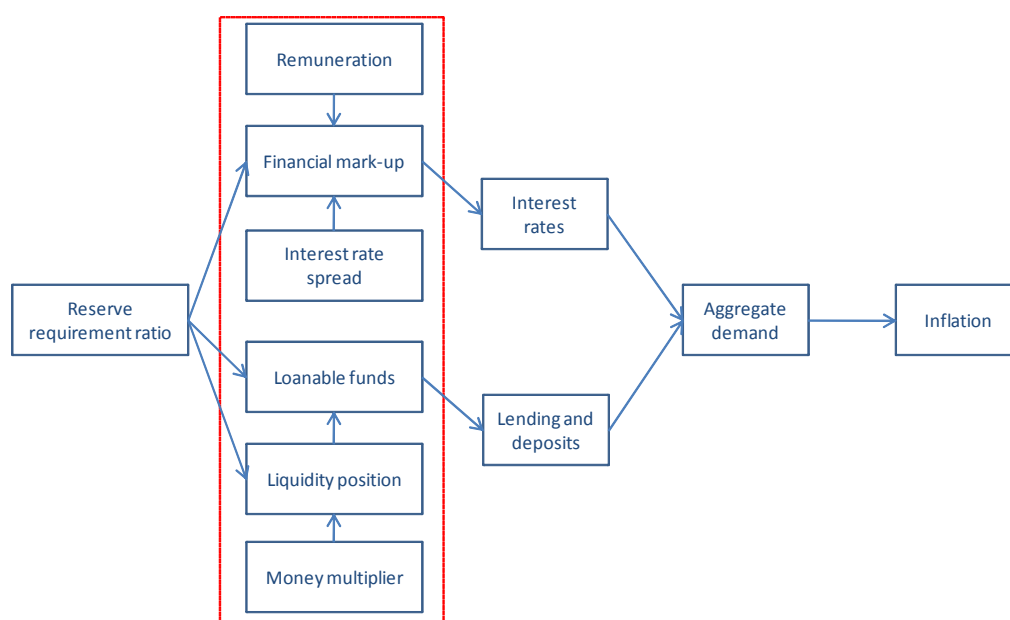 Remuneration
Financial mark-up
Interest rate
spread
Interest
rates
Reserve
requirement ratio
Aggregate
demand
Inflation
Loanable funds
Lending and
deposits
Liquidity position
Money multiplier